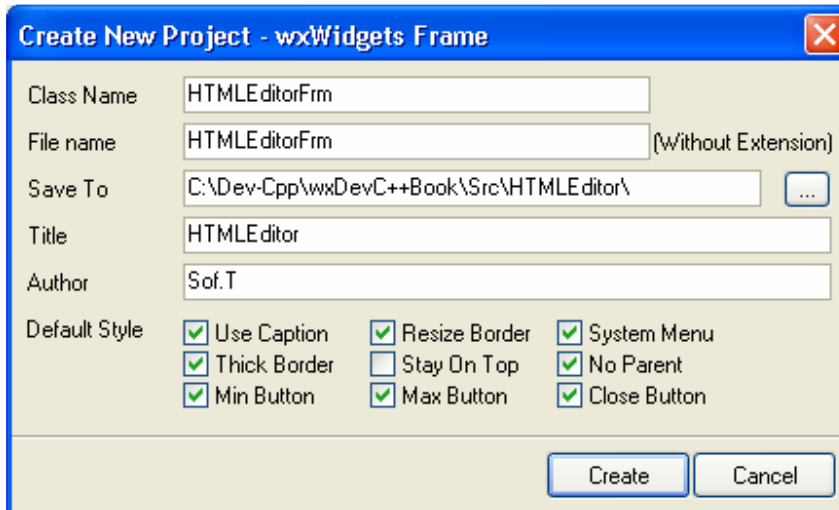 Create New Project - wxWidgets Frame
Class Name HTMLEditorFrm
File name HTMLEditorFrm (Without Extension)
Save To C:\Dev-Cpp\wxDevC++Book\Src\HTMLEditor\ ...
Title HTMLEditor
Author Sof.T
Default Style Use Caption Resize Border System Menu
Thick Border Stay On Top No Parent
Min Button Max Button Close Button
Create Cancel